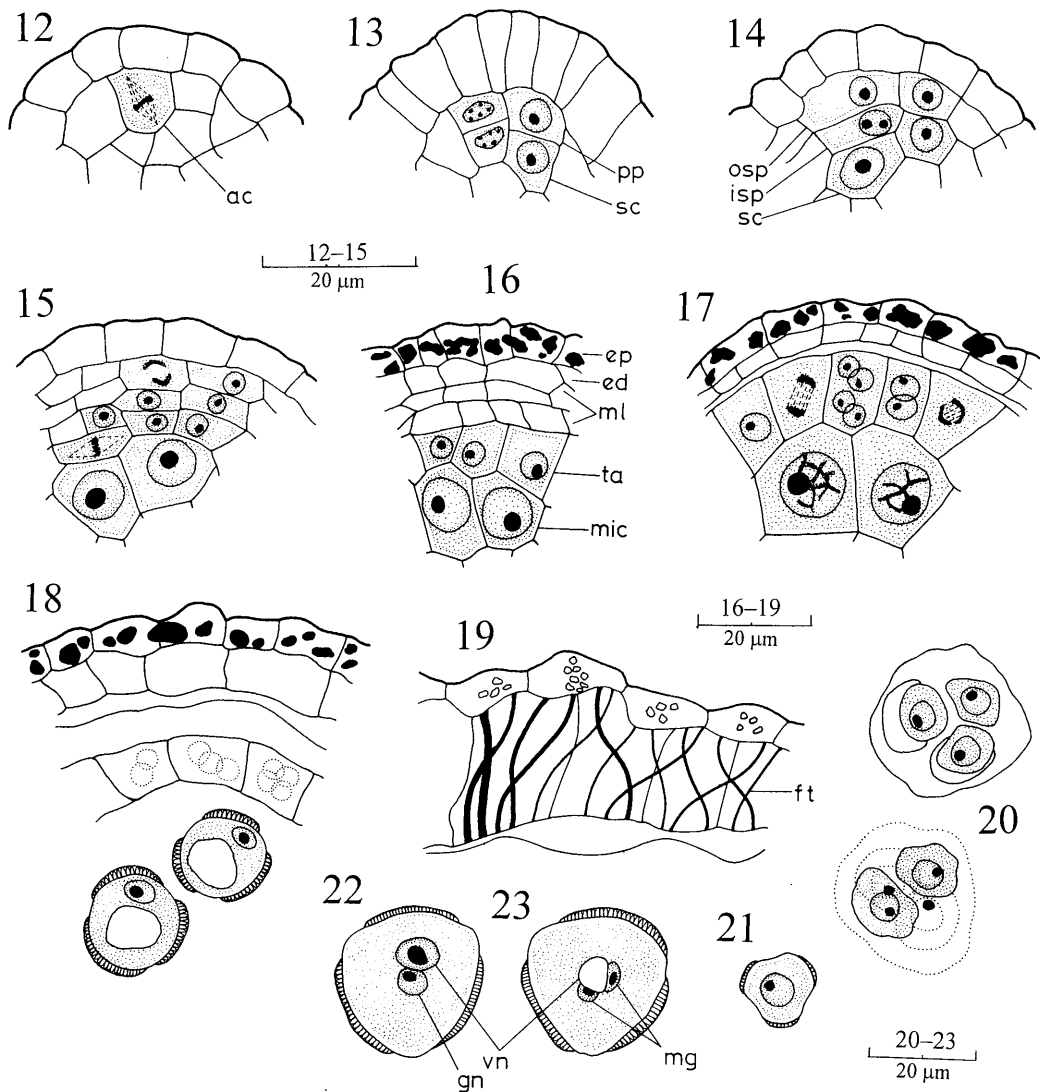 12
13
14
ac
pp
sc
osp
isp
sc
12–15
20 µm
15
16
17
ep
ed
ml
ta
mic
18
16–19
20 µm
19
ft
20
22
23
21
vn
gn
mg
20–23
20 µm